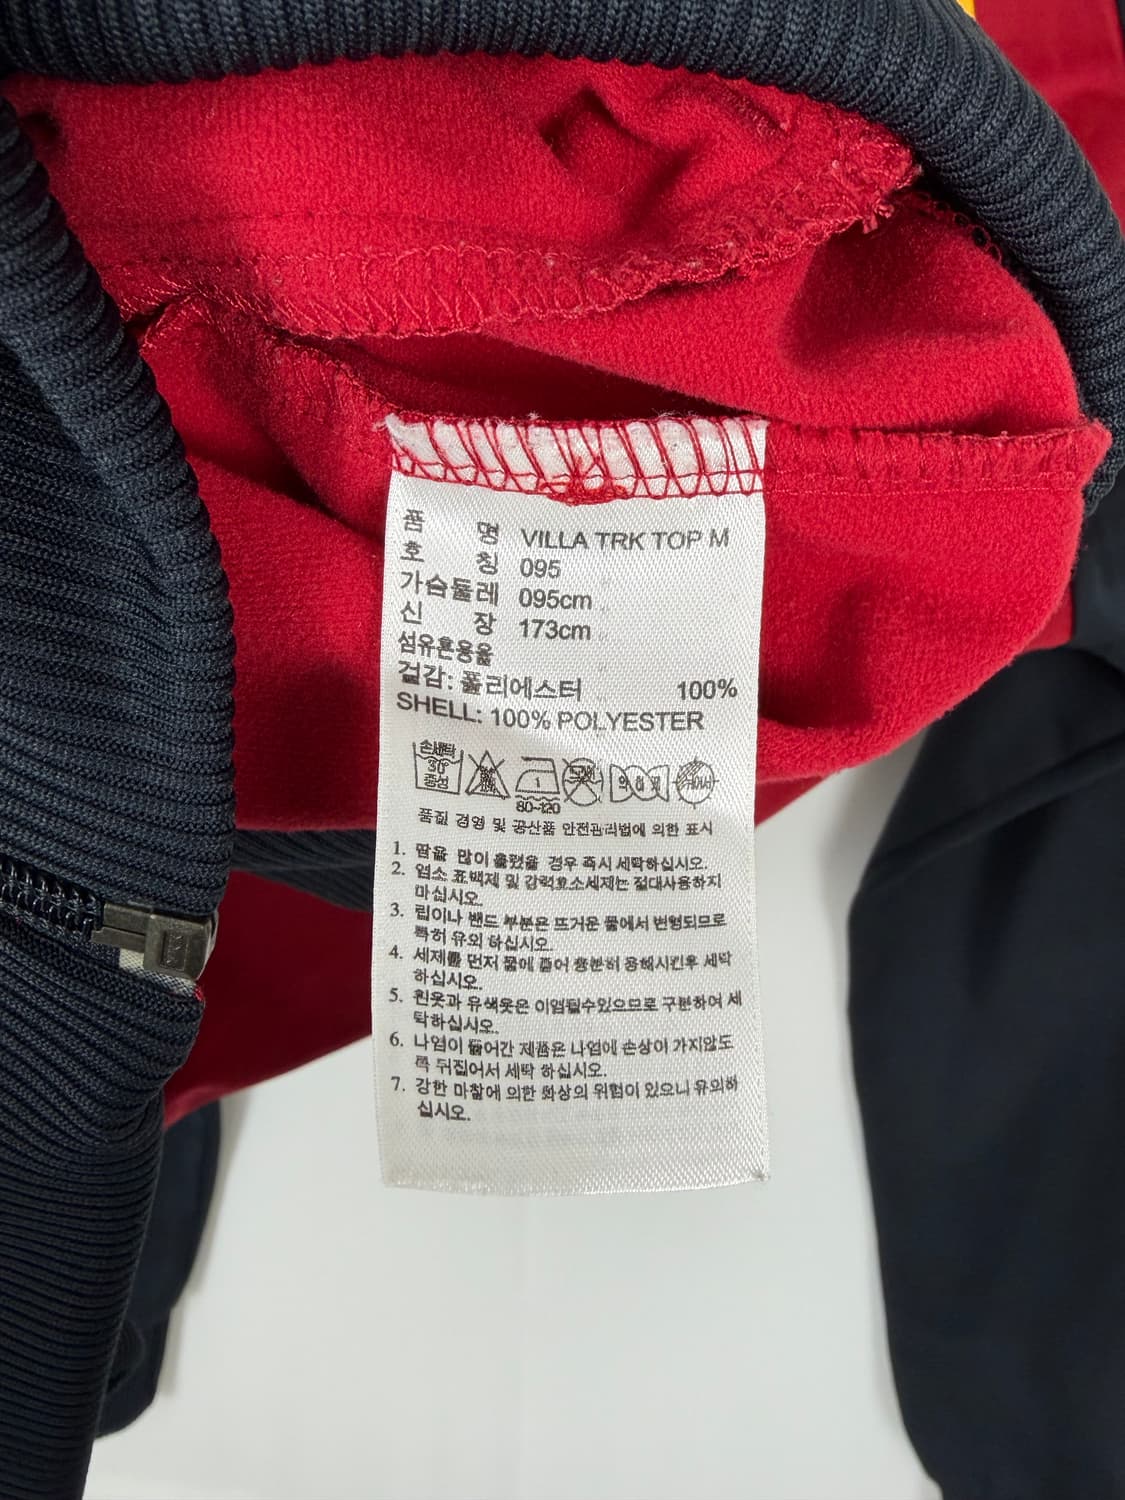 품 명 VILLA TRK TOP M
호 칭 095
가슴둘레 095cm
신 장 173cm
섬유혼용율
겉감: 폴리에스터 100%
SHELL: 100% POLYESTER
손세탁
30°
중성
1
80~120
품질 경영 및 공산품 안전관리법에 의한 표시
1. 땀을 많이 흘렸을 경우 즉시 세탁하십시오.
2. 염소 표백제 및 강력효소세제는 절대사용하지
마십시오.
3. 립이나 밴드 부분은 뜨거운 물에서 변형되므로
특히 유의 하십시오.
4. 세제를 먼저 물에 풀어 충분히 용해시킨후 세탁
하십시오.
5. 흰옷과 유색옷은 이염될수있으므로 구분하여 세
탁하십시오.
6. 나염이 들어간 제품은 나염에 손상이 가지않도
록 뒤집어서 세탁 하십시오.
7. 강한 마찰에 의한 화상의 위험이 있으니 유의하
십시오.